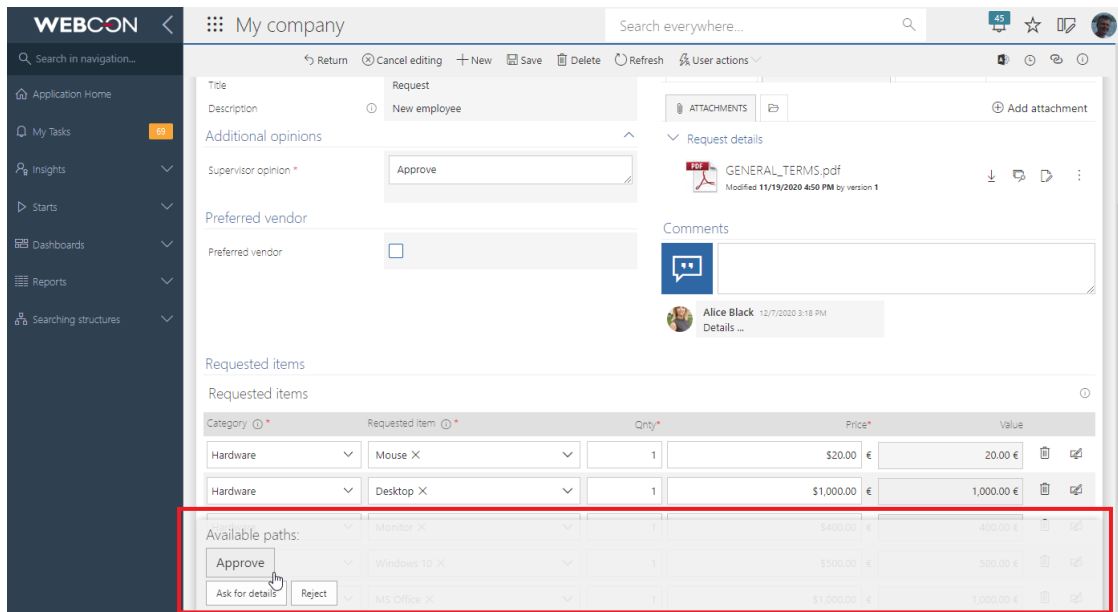 WEBCON
My company
Search everywhere...
45
Search in navigation...
Return Cancel editing New Save Delete Refresh User actions
Application Home
My Tasks 69
Insights
Starts
Dashboards
Reports
Searching structures
Title Request
Description New employee
Additional opinions
Supervisor opinion * Approve
Preferred vendor
Preferred vendor
ATTACHMENTS
Add attachment
Request details
PDF
GENERAL_TERMS.pdf
Modified 11/19/2020 4:50 PM by version 1
Comments
Alice Black 12/7/2020 3:18 PM
Details ...
Requested items
Requested items
Category * Requested item * Qnty* Price* Value
Hardware Mouse 1 $20.00 € 20.00 €
Hardware Desktop 1 $1,000.00 € 1,000.00 €
Hardware Monitor 1 $400.00 € 400.00 €
Available paths:
Approve
Windows 10 1 $500.00 € 500.00 €
Ask for details Reject
MS Office 1 $1,000.00 € 1,000.00 €